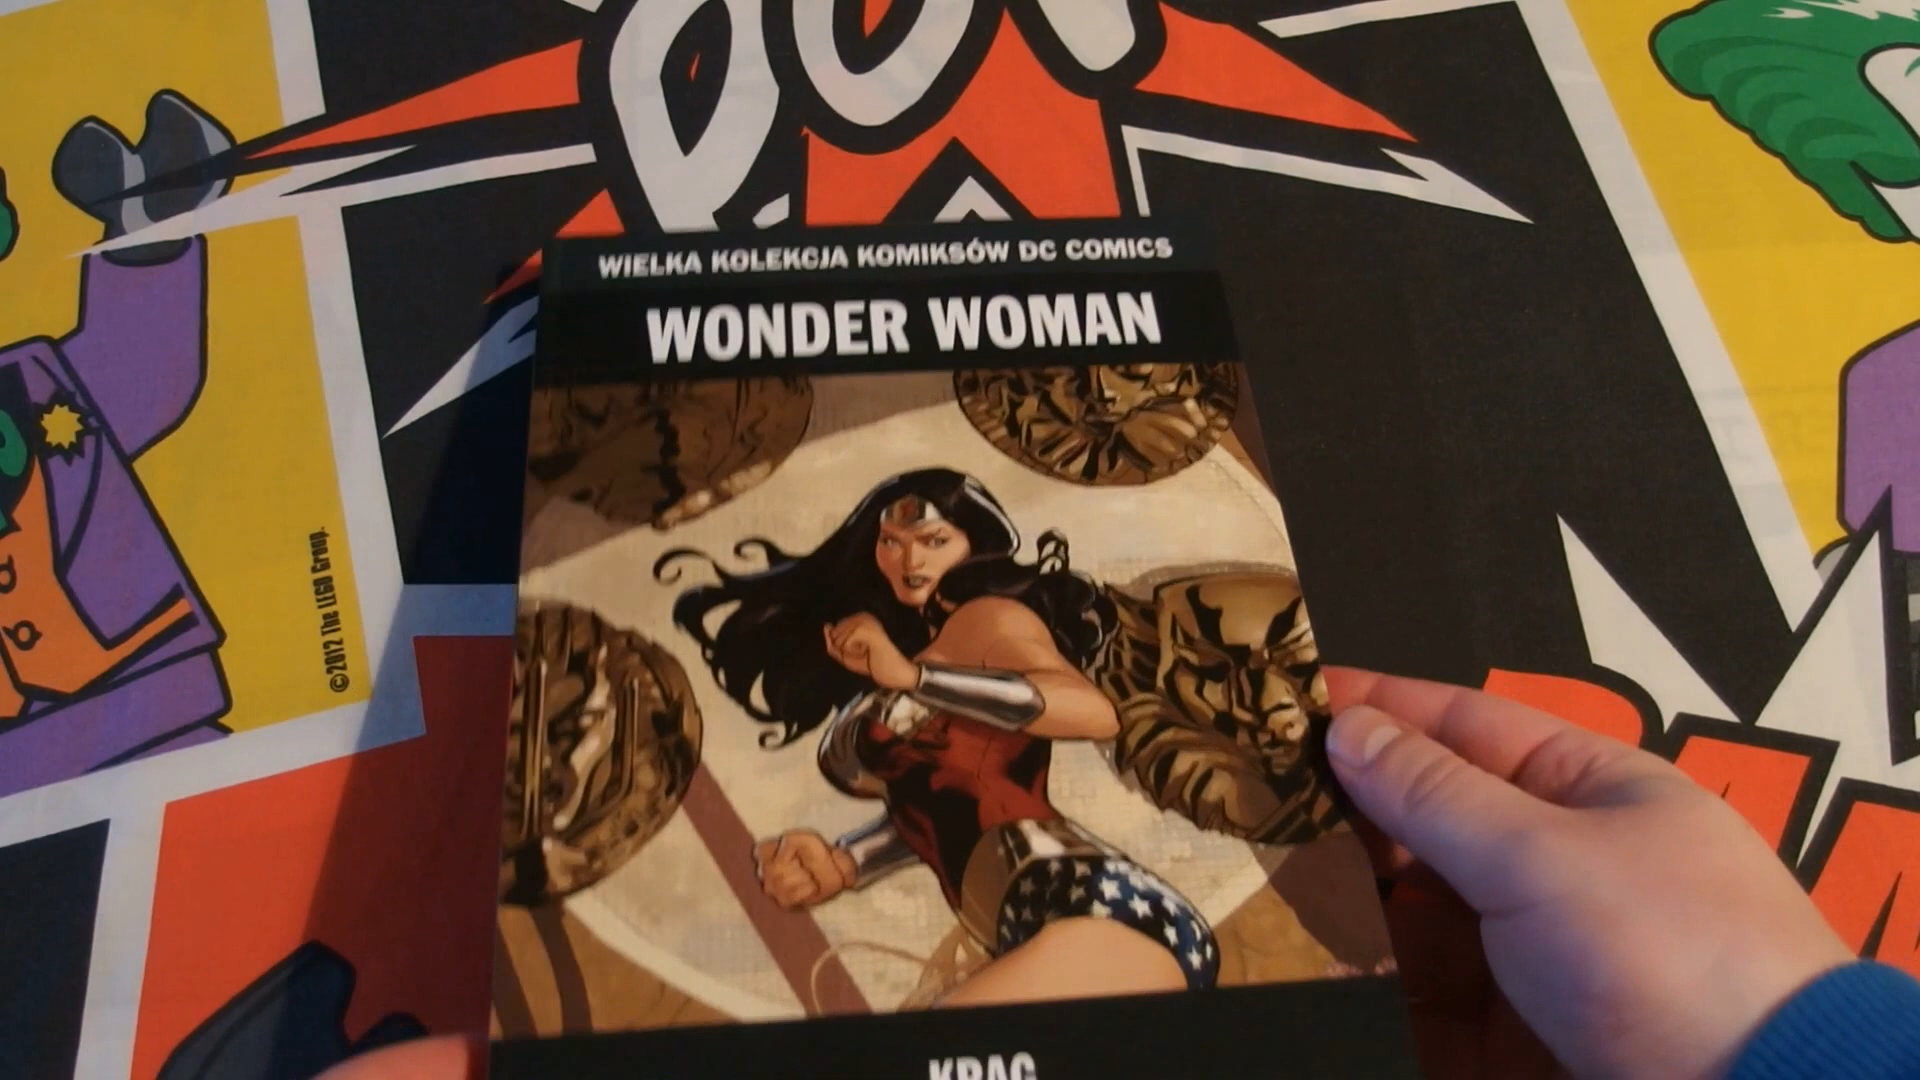 WIELKA KOLEKCJA KOMIKSÓW DC COMICS
WONDER WOMAN
©2012 The LEGO Group.